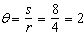 θ = s/r = 8/4 = 2